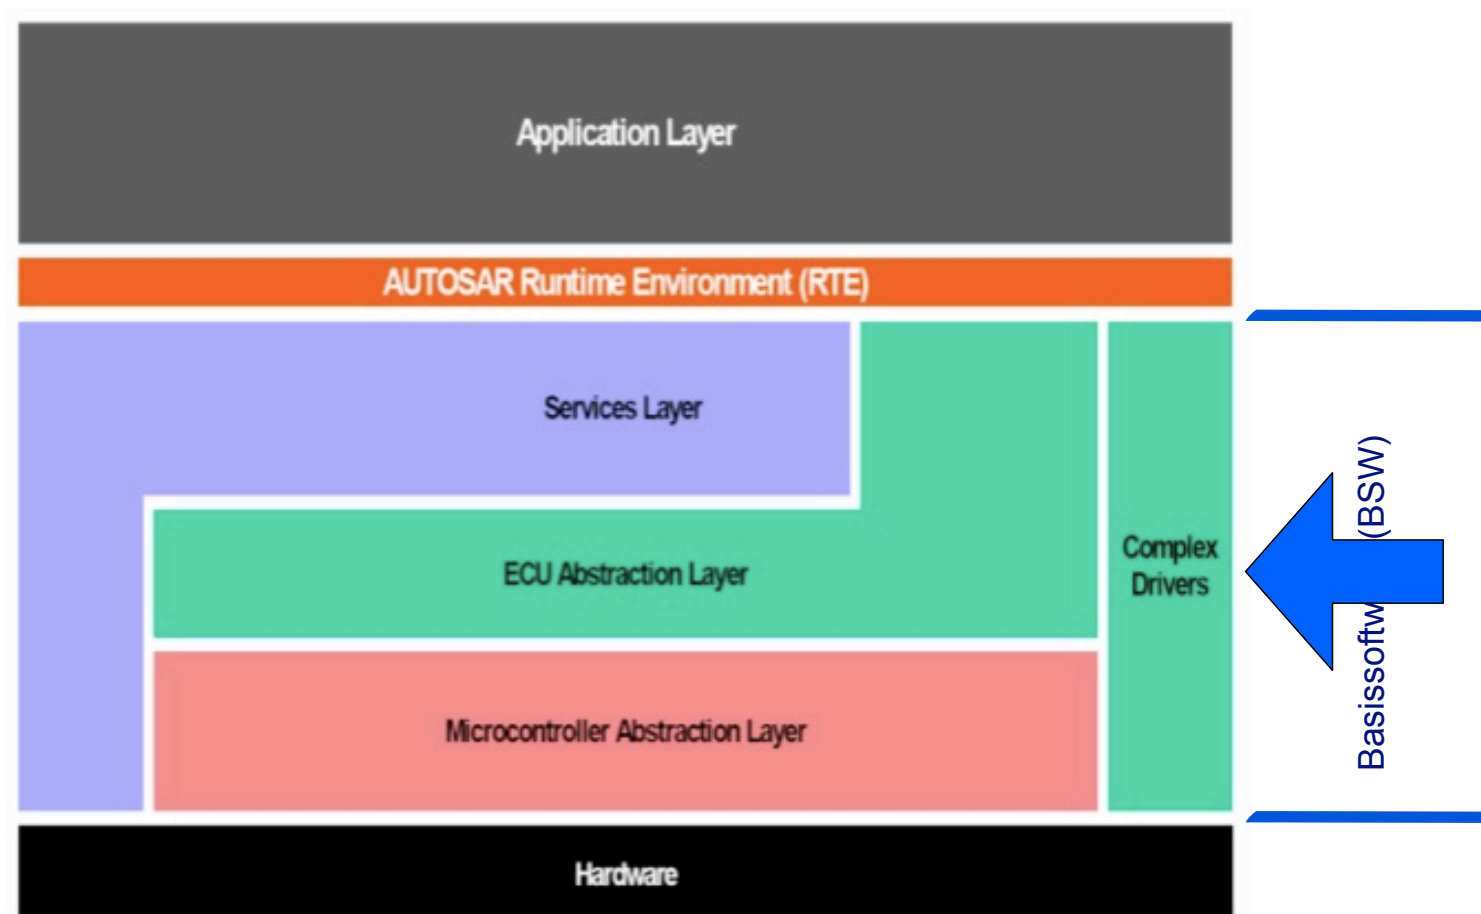 Application Layer
AUTOSAR Runtime Environment (RTE)
Services Layer
ECU Abstraction Layer
Complex
Drivers
Microcontroller Abstraction Layer
Basissoftw (BSW)
Hardware